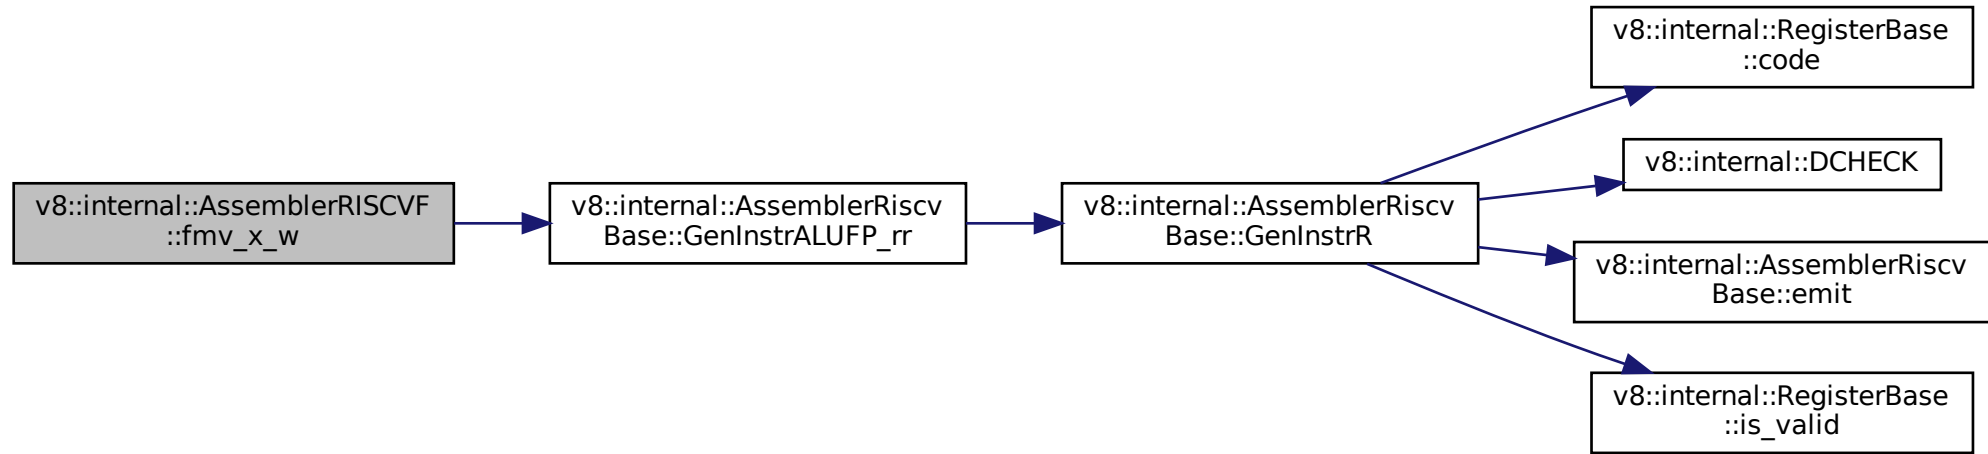 v8::internal::AssemblerRISCVF
::fmv_x_w
v8::internal::AssemblerRiscv
Base::GenInstrALUFP_rr
v8::internal::AssemblerRiscv
Base::GenInstrR
v8::internal::RegisterBase
::code
v8::internal::DCHECK
v8::internal::AssemblerRiscv
Base::emit
v8::internal::RegisterBase
::is_valid